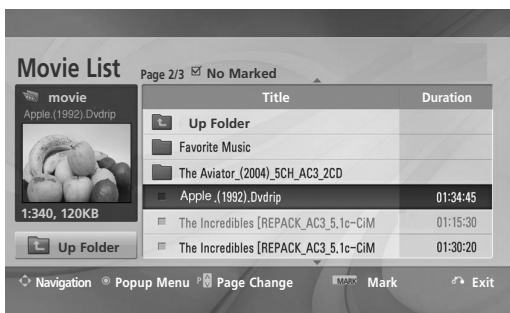 Movie List Page 2/3 No Marked
movie
Apple.(1992).Dvdrip
1:340, 120KB
Up Folder
Title Duration
Up Folder
Favorite Music
The Aviator_(2004)_5CH_AC3_2CD
Apple .(1992).Dvdrip 01:34:45
The Incredibles [REPACK_AC3_5.1c-CiM 01:15:30
The Incredibles [REPACK_AC3_5.1c-CiM 01:30:20
Navigation Popup Menu P Page Change MARK Mark Exit